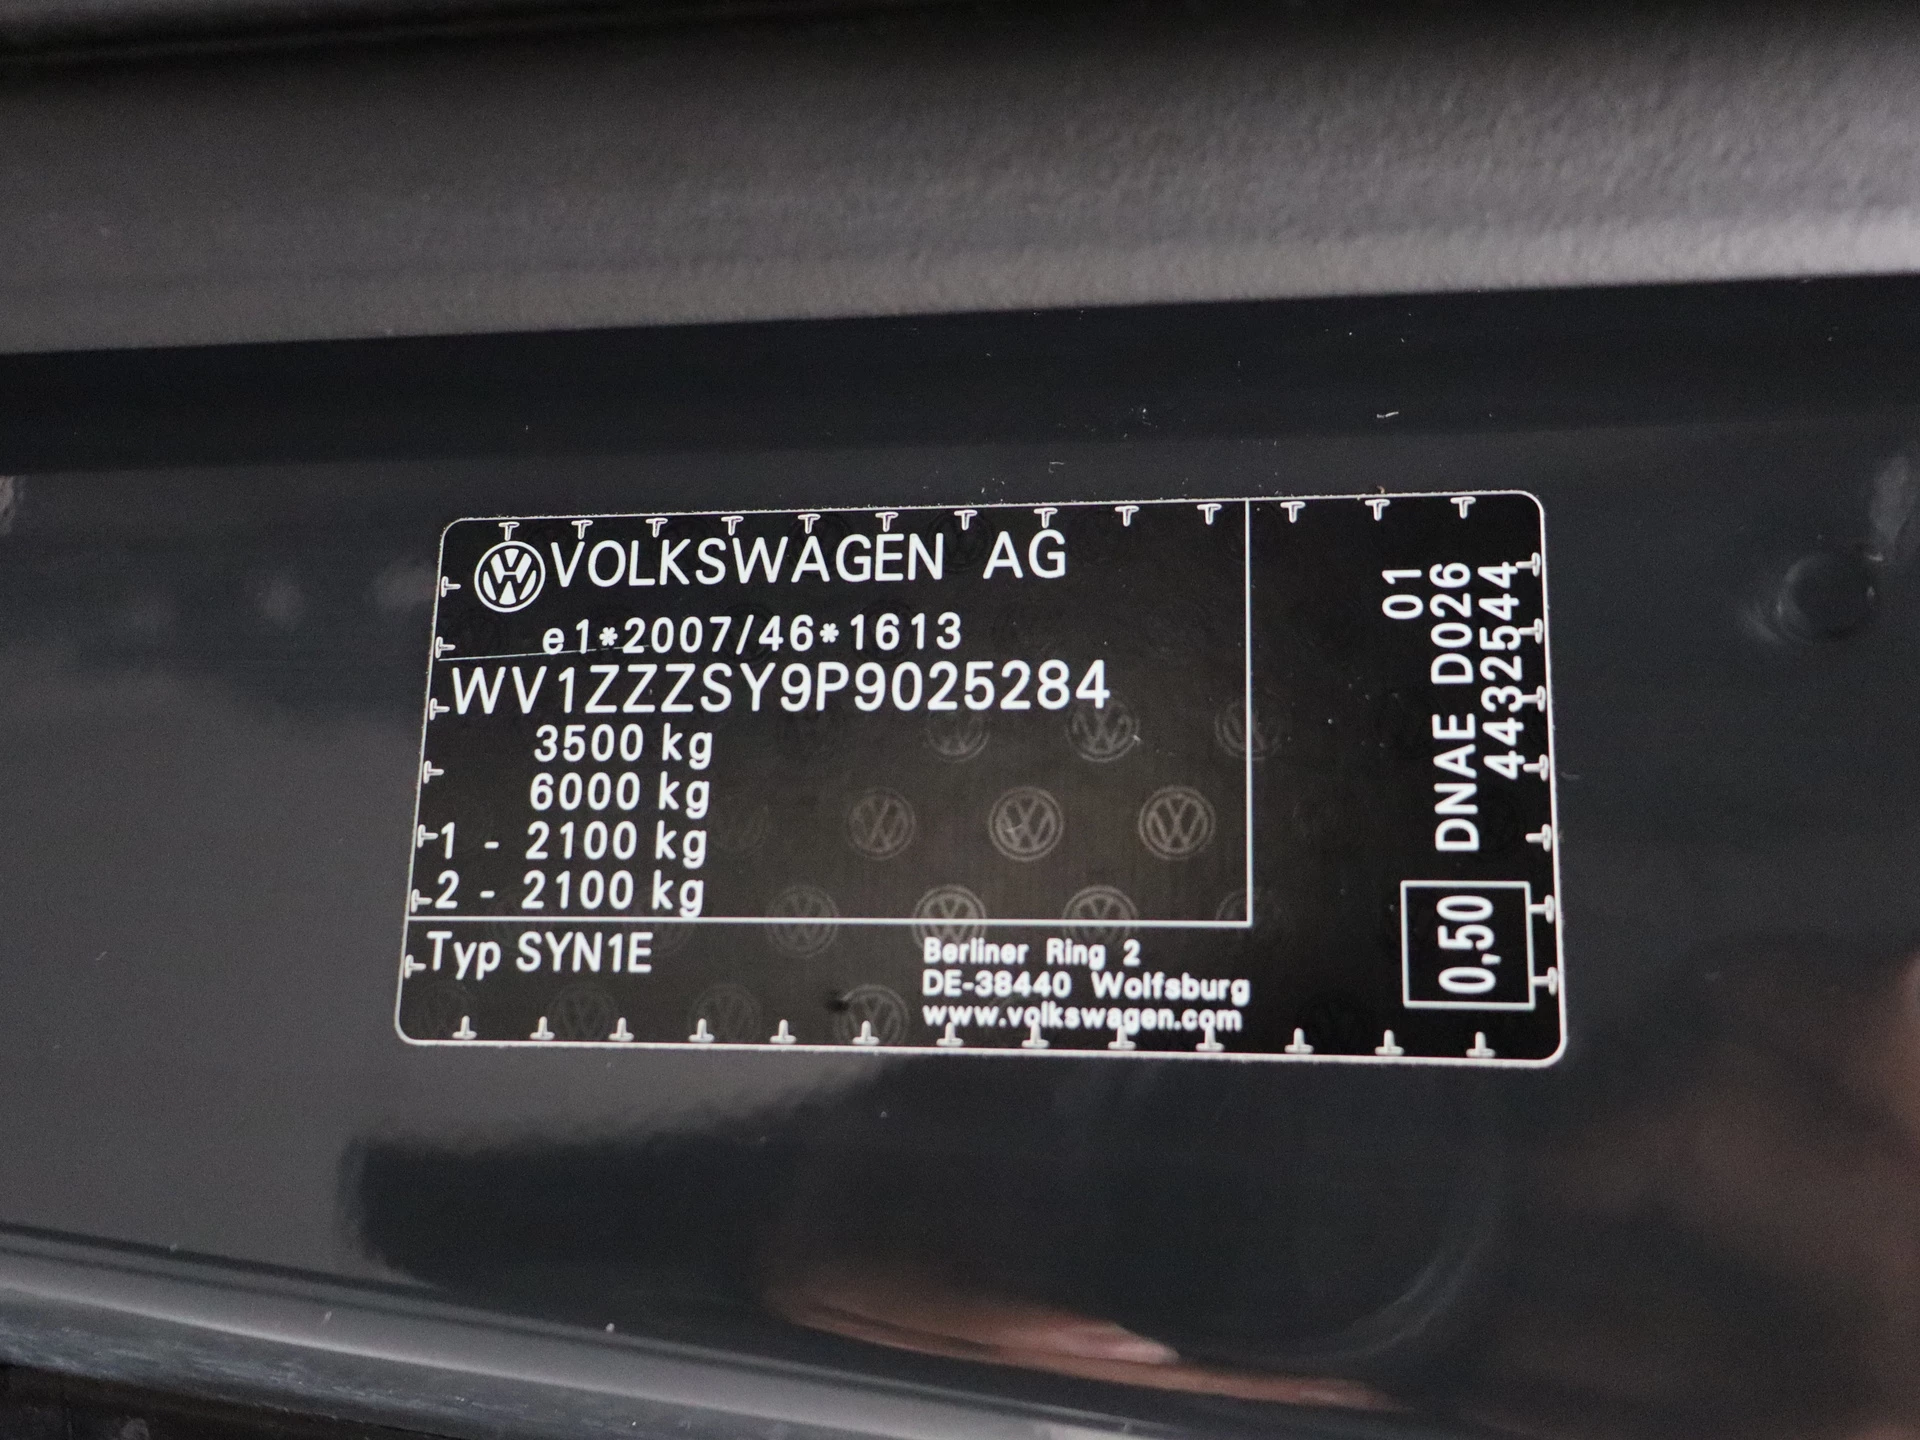 VOLKSWAGEN AG
e1*2007/46*1613
WV1ZZZSY9P9025284
3500 kg
6000 kg
1 - 2100 kg
2 - 2100 kg
Typ SYN1E
Berliner Ring 2
DE-38440 Wolfsburg
www.volkswagen.com
01
0,50 DNAE D026
4432544